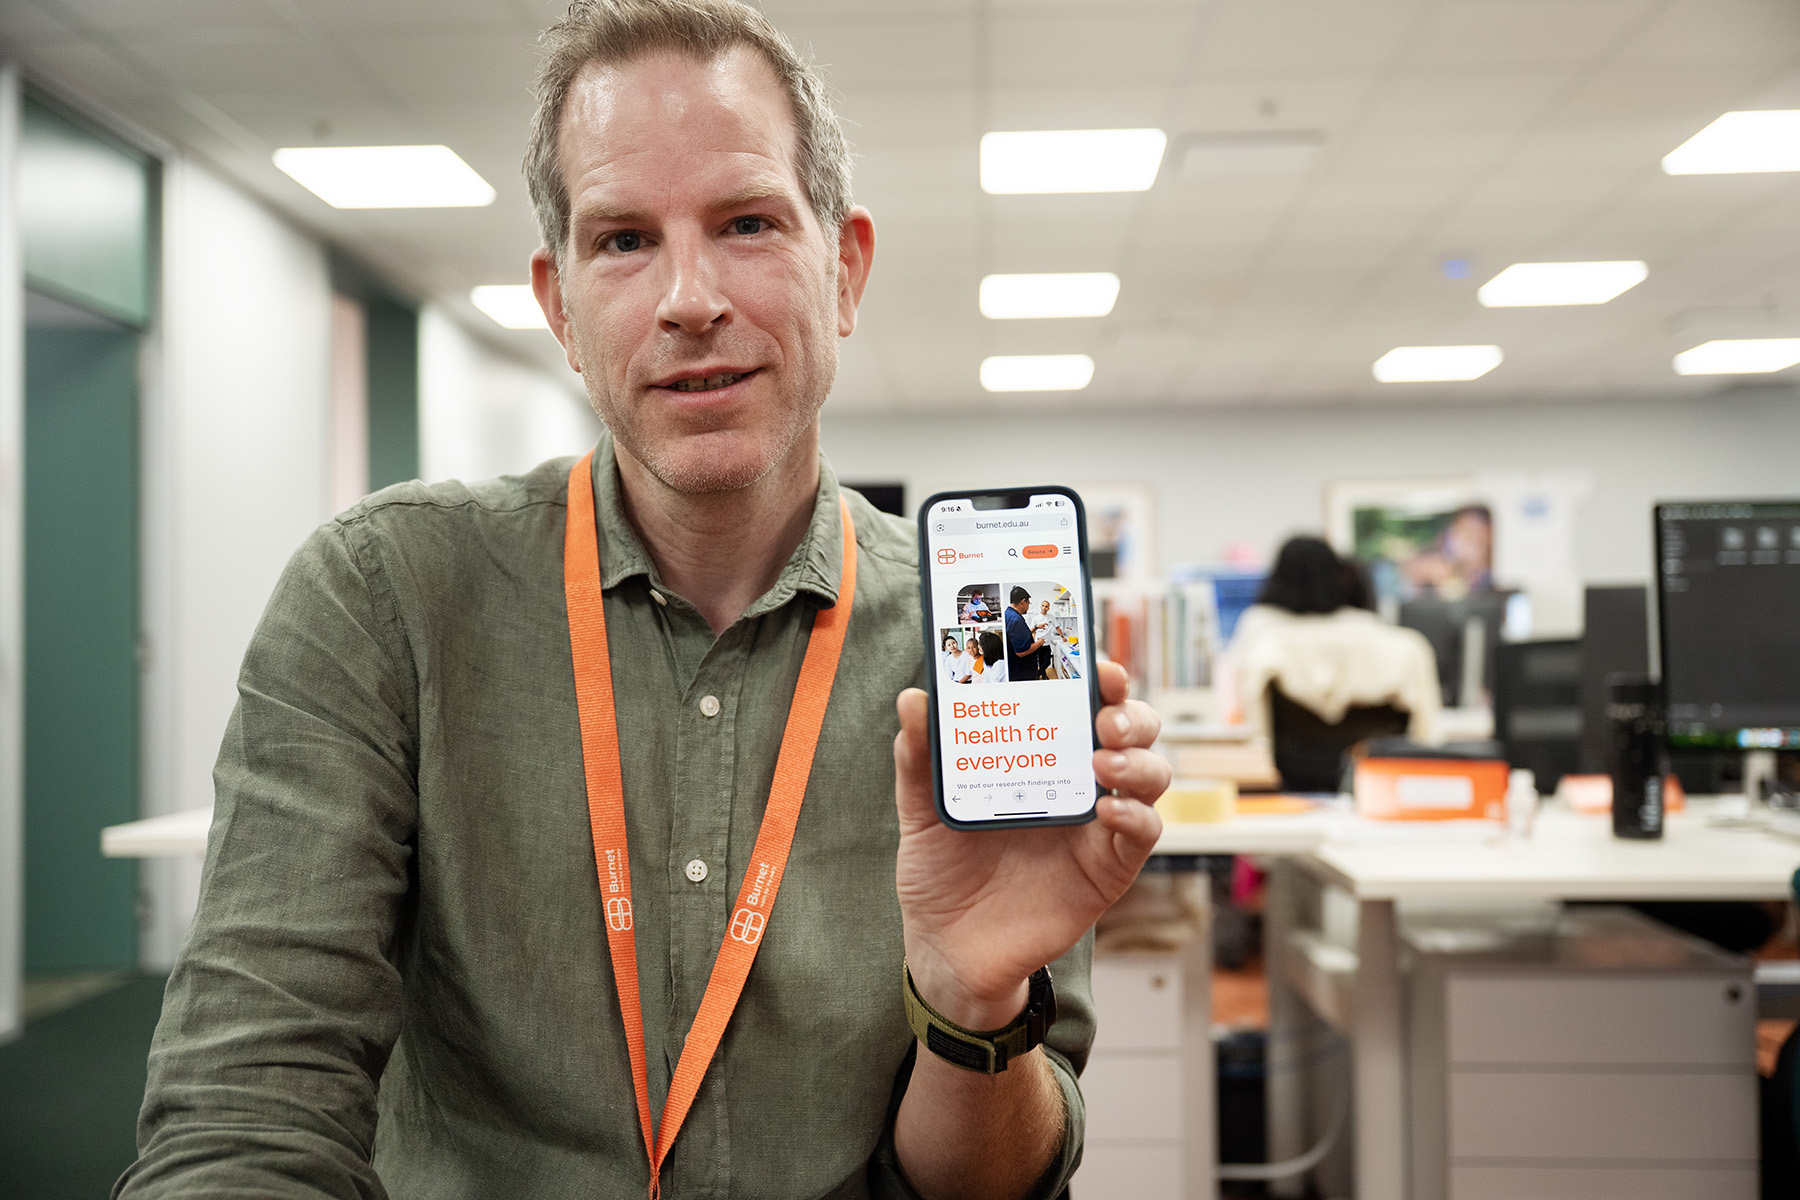 9:16
burnet.edu.au
Burnet
Donate →
Better
health for
everyone
We put our research findings into
30
Burnet
Burnet